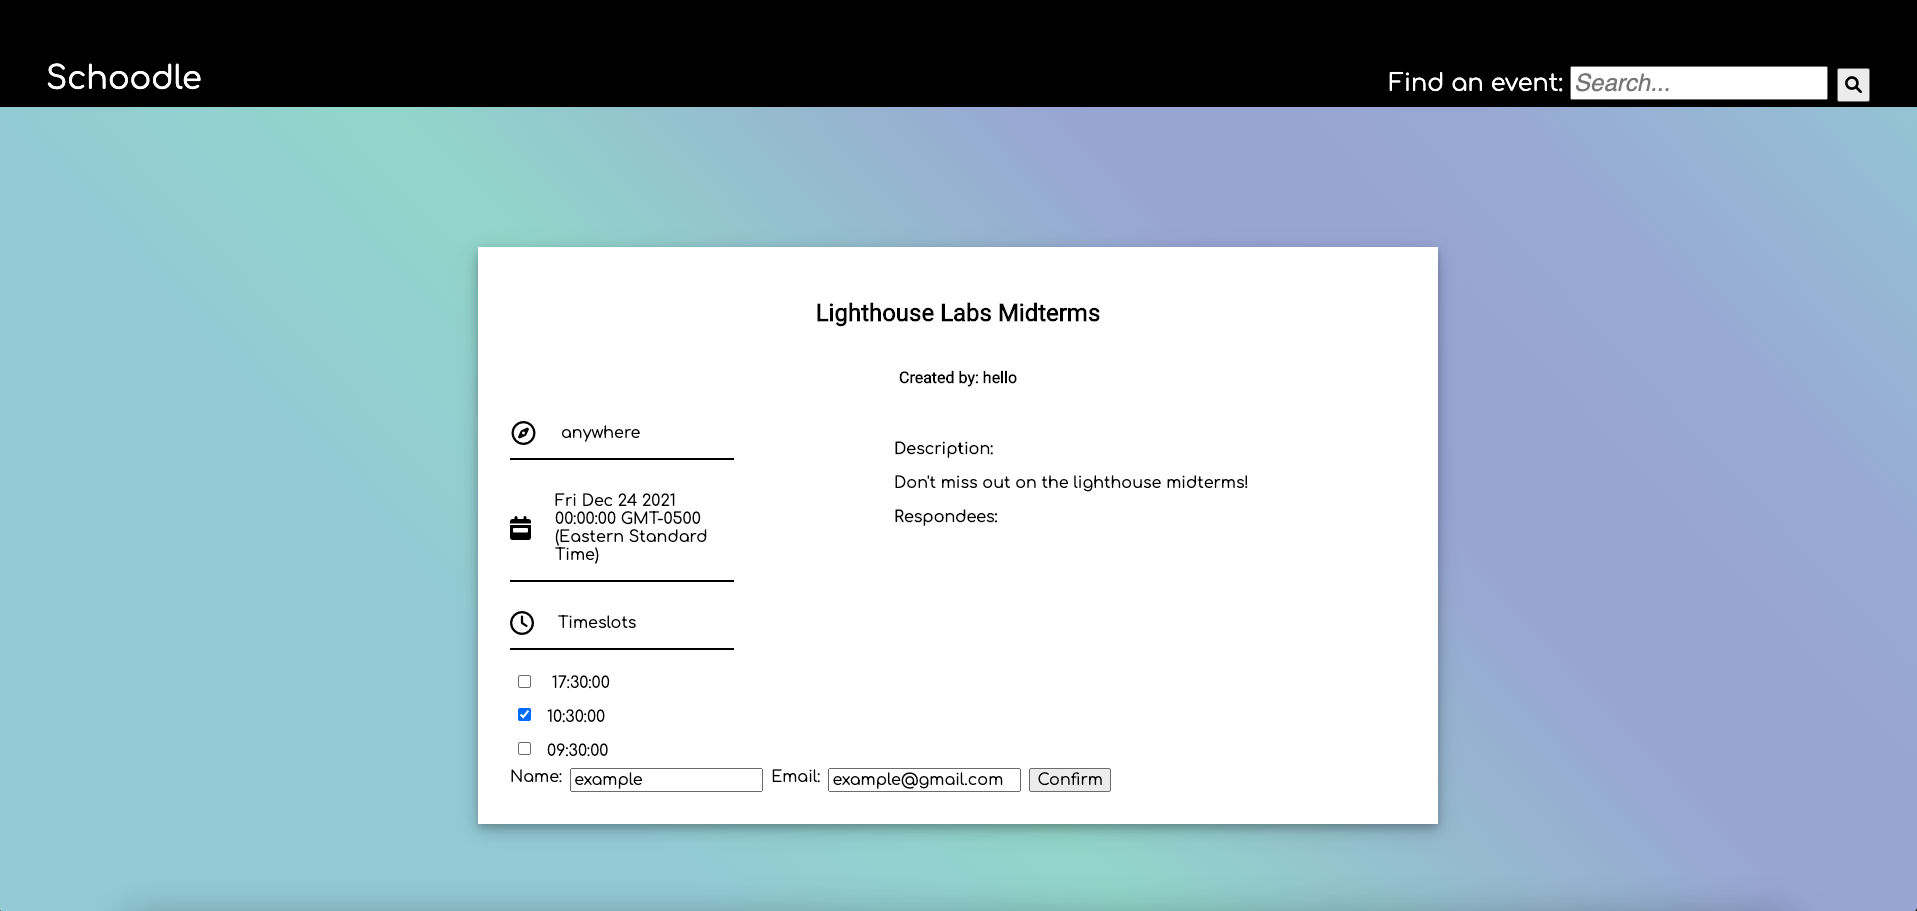 Schoodle
Find an event: Search...
Lighthouse Labs Midterms
Created by: hello
anywhere
Fri Dec 24 2021
00:00:00 GMT-0500
(Eastern Standard
Time)
Timeslots
17:30:00
10:30:00
09:30:00
Description:
Don't miss out on the lighthouse midterms!
Respondees:
Name: example Email: example@gmail.com Confirm